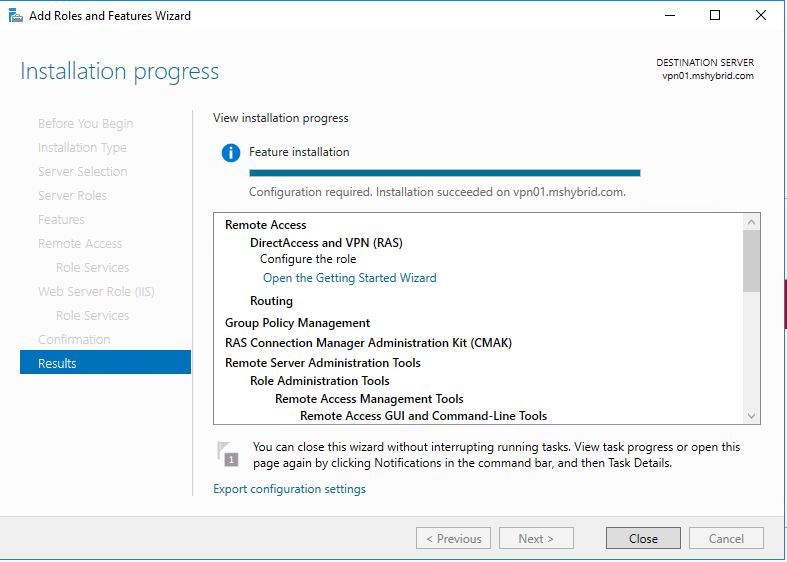 Add Roles and Features Wizard
Installation progress
DESTINATION SERVER
vpn01.mshybrid.com
Before You Begin
Installation Type
Server Selection
Server Roles
Features
Remote Access
Role Services
Web Server Role (IIS)
Role Services
Confirmation
Results
View installation progress
Feature installation
Configuration required. Installation succeeded on vpn01.mshybrid.com.
Remote Access
DirectAccess and VPN (RAS)
Configure the role
Open the Getting Started Wizard
Routing
Group Policy Management
RAS Connection Manager Administration Kit (CMAK)
Remote Server Administration Tools
Role Administration Tools
Remote Access Management Tools
Remote Access GUI and Command-Line Tools
1
You can close this wizard without interrupting running tasks. View task progress or open this
page again by clicking Notifications in the command bar, and then Task Details.
Export configuration settings
< Previous
Next >
Close
Cancel